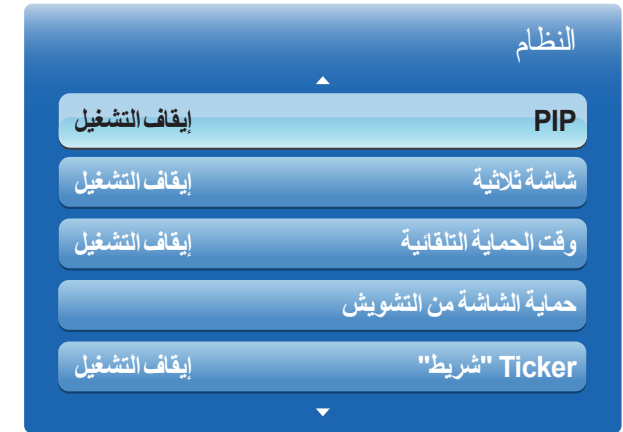 النظام
PIP إيقاف التشغيل
شاشة ثلاثية إيقاف التشغيل
وقت الحماية التلقائية إيقاف التشغيل
حماية الشاشة من التشويش
Ticker "شريط" إيقاف التشغيل